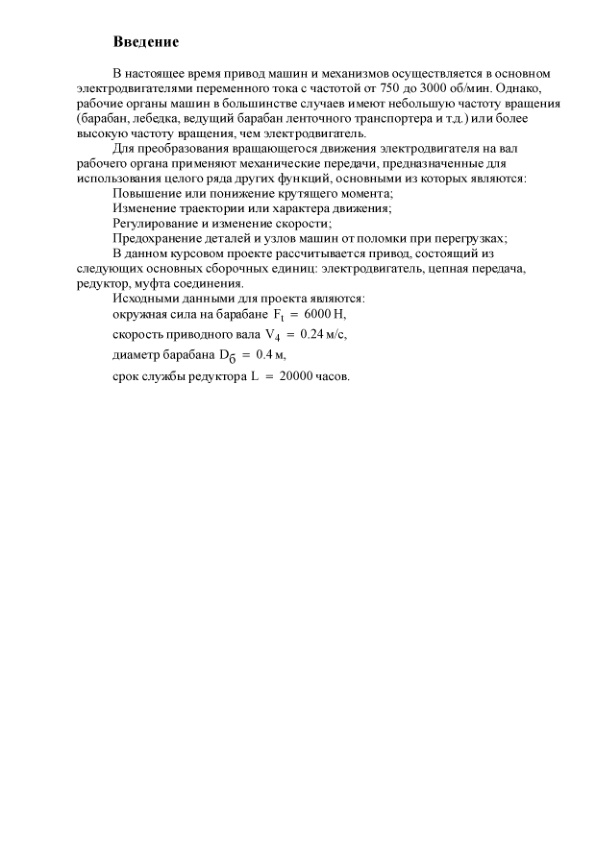 Введение
В настоящее время привод машин и механизмов осуществляется в основном
электродвигателями переменного тока с частотой от 750 до 3000 об/мин. Однако,
рабочие органы машин в большинстве случаев имеют небольшую частоту вращения
(барабан, лебедка, ведущий барабан ленточного транспортера и т.д.) или более
высокую частоту вращения, чем электродвигатель.
Для преобразования вращающегося движения электродвигателя на вал
рабочего органа применяют механические передачи, предназначенные для
использования целого ряда других функций, основными из которых являются:
Повышение или понижение крутящего момента;
Изменение траектории или характера движения;
Регулирование и изменение скорости;
Предохранение деталей и узлов машин от поломки при перегрузках;
В данном курсовом проекте рассчитывается привод, состоящий из
следующих основных сборочных единиц: электродвигатель, цепная передача,
редуктор, муфта соединения.
Исходными данными для проекта являются:
окружная сила на барабане Ft = 6000 Н,
скорость приводного вала V4 = 0.24 м/с,
диаметр барабана Dб = 0.4 м,
срок службы редуктора L = 20000 часов.